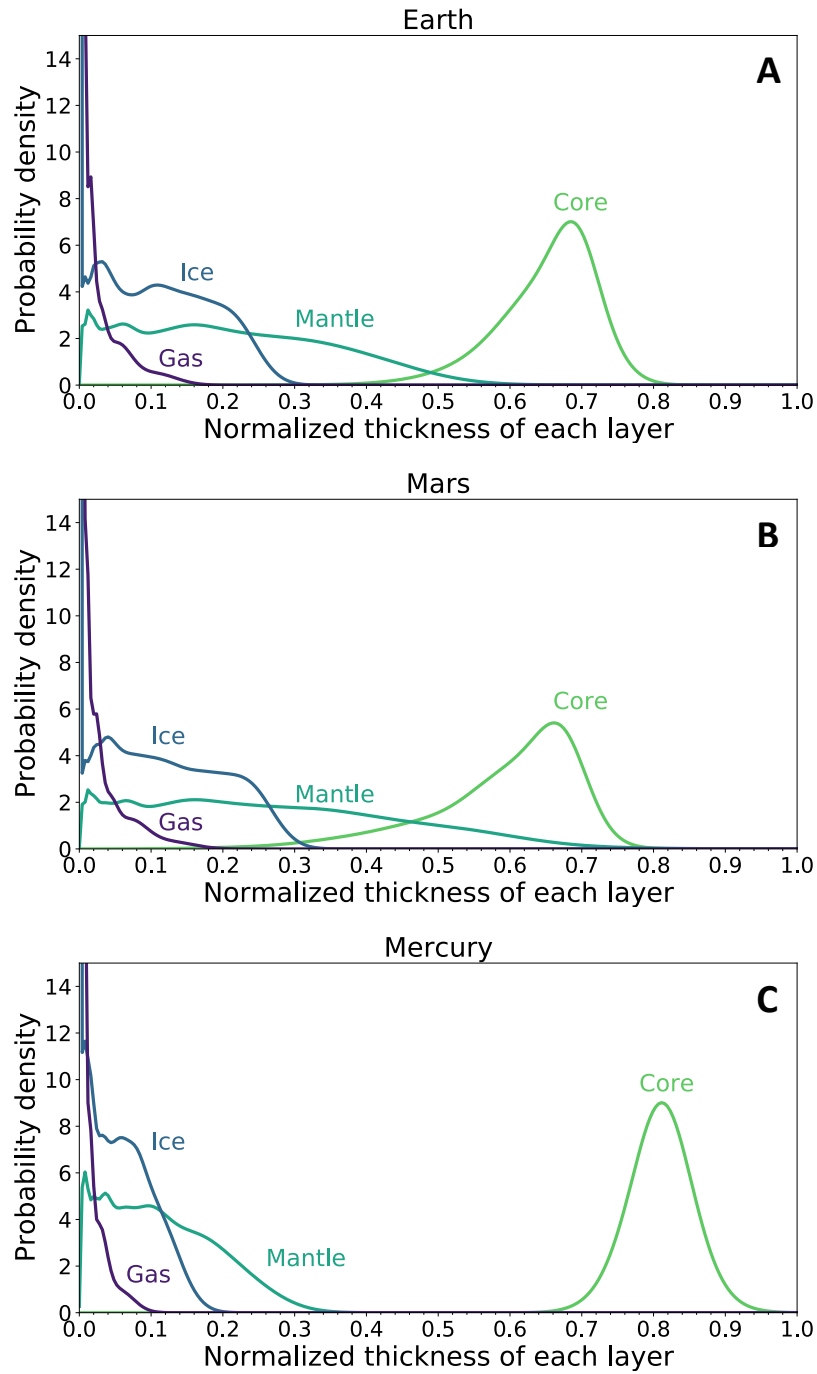 Earth
A
14
12
10
8
6
4
2
0
Probability density
Core
Ice
Mantle
Gas
0.0 0.1 0.2 0.3 0.4 0.5 0.6 0.7 0.8 0.9 1.0
Normalized thickness of each layer
Mars
B
14
12
10
8
6
4
2
0
Probability density
Core
Ice
Mantle
Gas
0.0 0.1 0.2 0.3 0.4 0.5 0.6 0.7 0.8 0.9 1.0
Normalized thickness of each layer
Mercury
C
14
12
10
8
6
4
2
0
Probability density
Core
Ice
Mantle
Gas
0.0 0.1 0.2 0.3 0.4 0.5 0.6 0.7 0.8 0.9 1.0
Normalized thickness of each layer